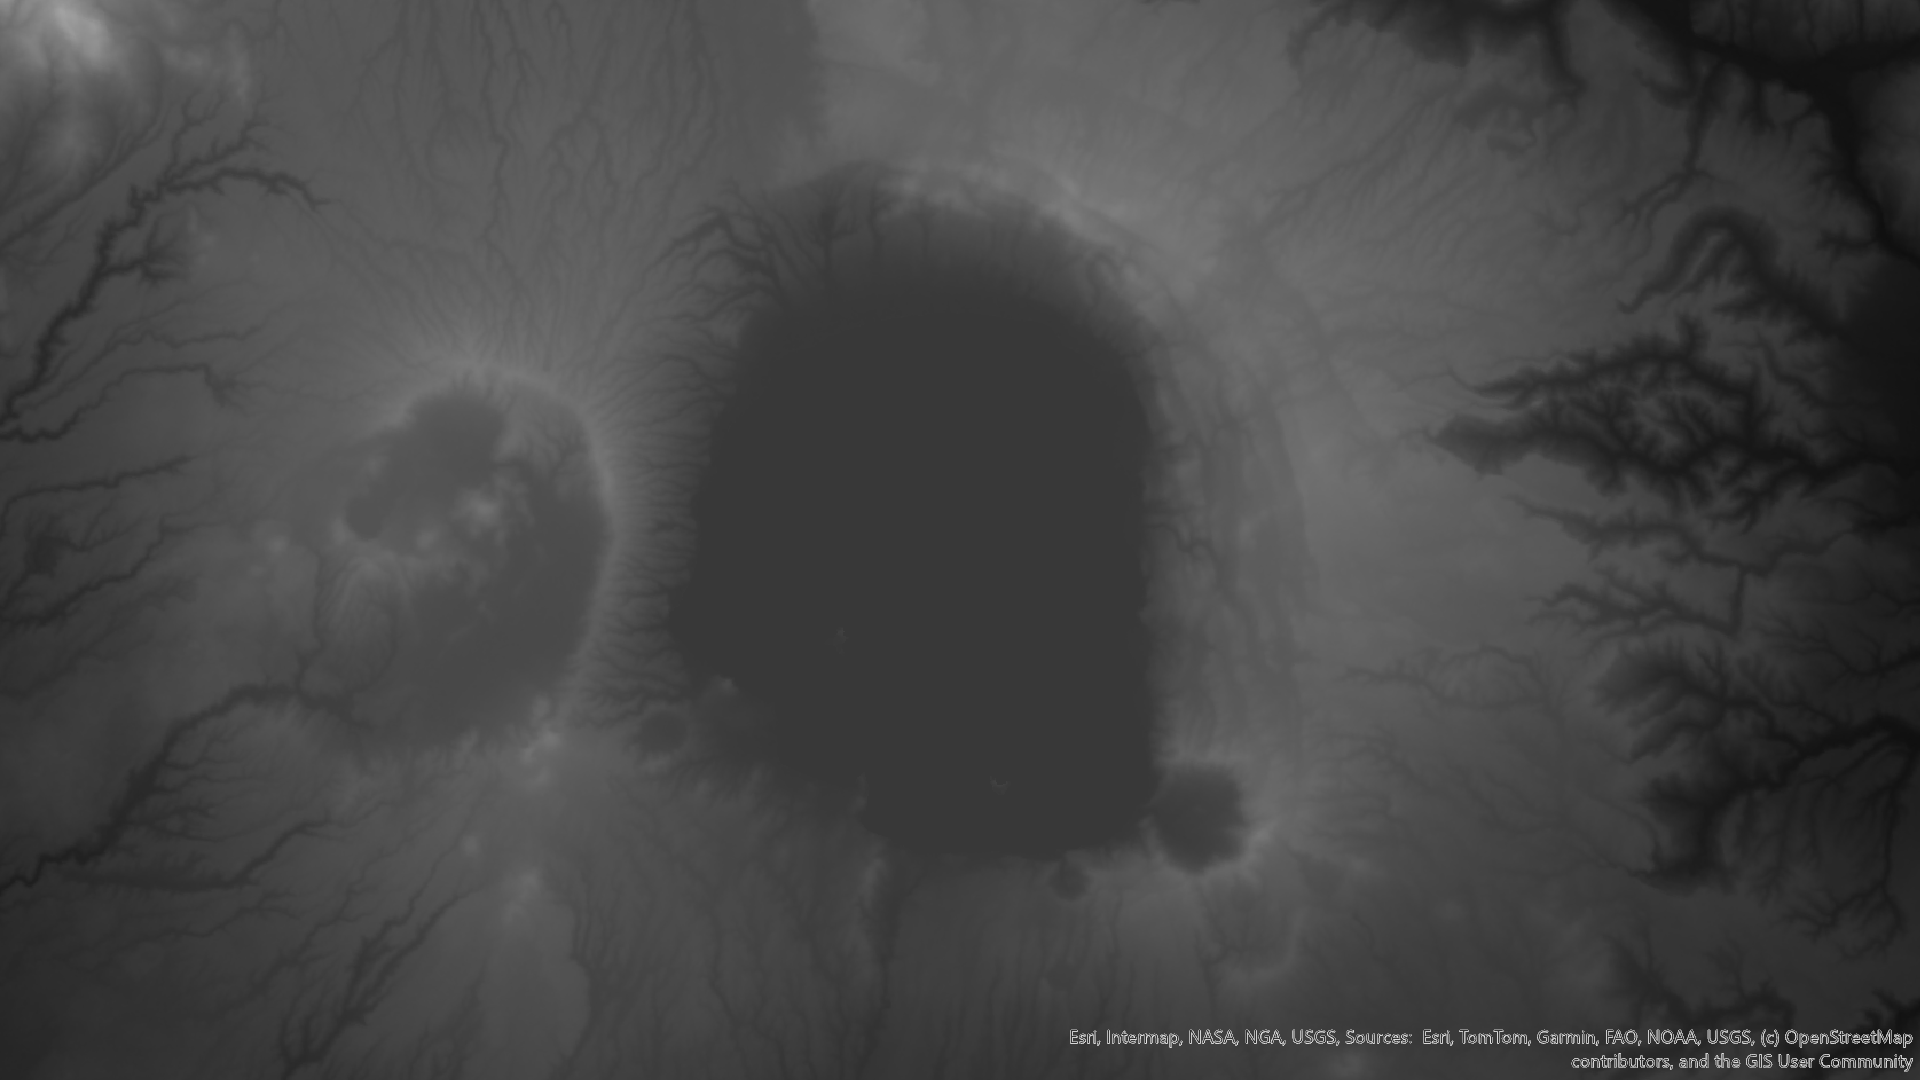 Esri, Intermap, NASA, NGA, USGS, Sources: Esri, TomTom, Garmin, FAO, NOAA, USGS, (c) OpenStreetMap
contributors, and the GIS User Community